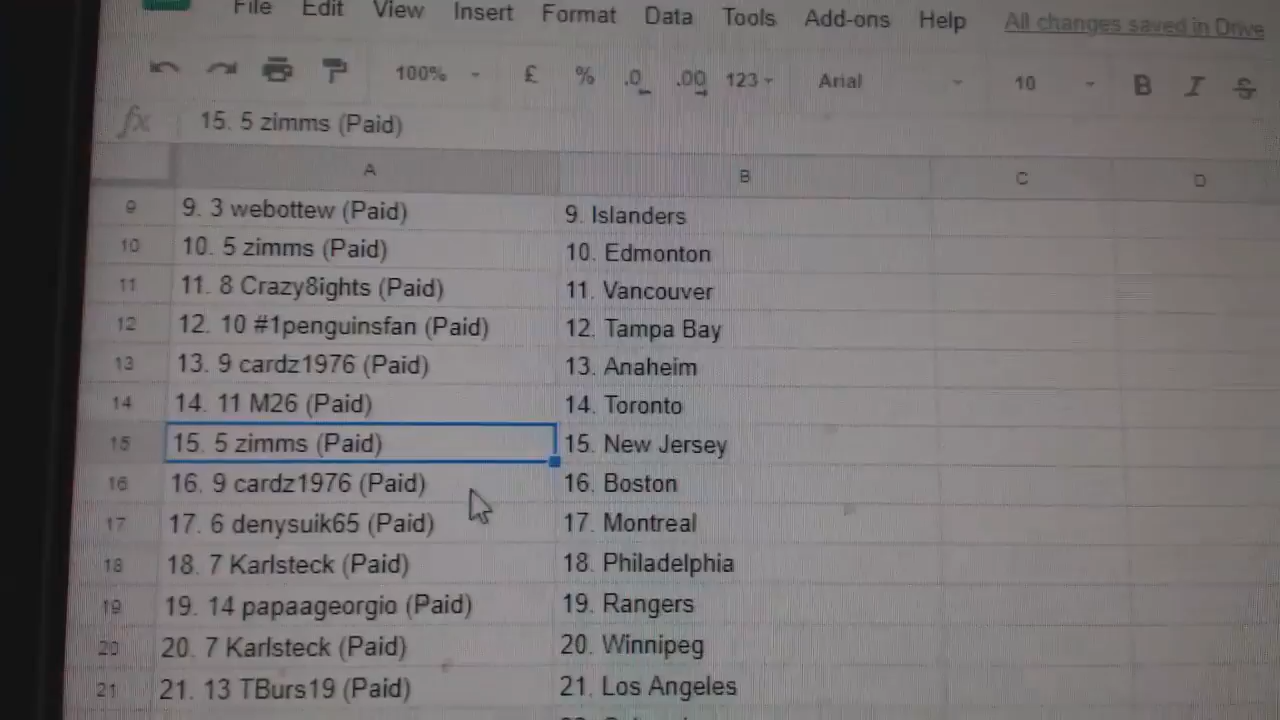 File Edit View Insert Format Data Tools Add-ons Help All changes saved in Drive
100% £ % .0 .00 123 Arial 10 B I S
fx 15. 5 zimms (Paid)
A B C D
9 9. 3 webottew (Paid) 9. Islanders
10 10. 5 zimms (Paid) 10. Edmonton
11 11. 8 Crazy8ights (Paid) 11. Vancouver
12 12. 10 #1penguinsfan (Paid) 12. Tampa Bay
13 13. 9 cardz1976 (Paid) 13. Anaheim
14 14. 11 M26 (Paid) 14. Toronto
15 15. 5 zimms (Paid) 15. New Jersey
16 16. 9 cardz1976 (Paid) 16. Boston
17 17. 6 denysuik65 (Paid) 17. Montreal
18 18. 7 Karlsteck (Paid) 18. Philadelphia
19 19. 14 papaageorgio (Paid) 19. Rangers
20 20. 7 Karlsteck (Paid) 20. Winnipeg
21 21. 13 TBurs19 (Paid) 21. Los Angeles